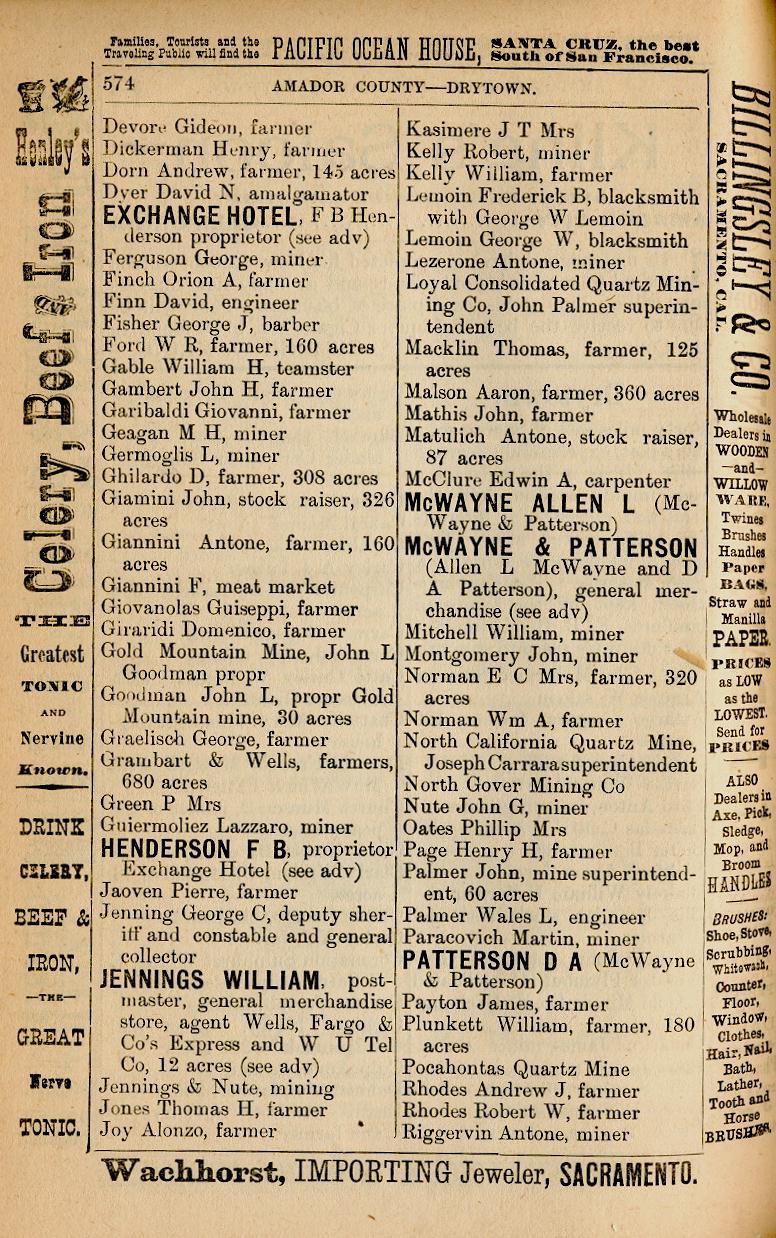 Families, Tourists and the
Traveling Public will find the
PACIFIC OCEAN HOUSE,
SANTA CRUZ, the best
South of San Francisco.
574
AMADOR COUNTY—DRYTOWN.
Henley's
Celery, Beef and Iron
THE
Greatest
TONIC
AND
Nervine
Known.
DRINK
CELERY,
BEEF &
IRON,
—THE—
GREAT
Nerve
TONIC.
Devore Gideon, farmer
Dickerman Henry, farmer
Dorn Andrew, farmer, 145 acres
Dyer David N, amalgamator
EXCHANGE HOTEL, F B Hen-
derson proprietor (see adv)
Ferguson George, miner
Finch Orion A, farmer
Finn David, engineer
Fisher George J, barber
Ford W R, farmer, 160 acres
Gable William H, teamster
Gambert John H, farmer
Garibaldi Giovanni, farmer
Geagan M H, miner
Germoglis L, miner
Ghilardo D, farmer, 308 acres
Giamini John, stock raiser, 326
acres
Giannini Antone, farmer, 160
acres
Giannini F, meat market
Giovanolas Guiseppi, farmer
Giraridi Domenico, farmer
Gold Mountain Mine, John L
Goodman propr
Goodman John L, propr Gold
Mountain mine, 30 acres
Graelisch George, farmer
Grambart & Wells, farmers,
680 acres
Green P Mrs
Guiermoliez Lazzaro, miner
HENDERSON F B, proprietor
Exchange Hotel (see adv)
Jaoven Pierre, farmer
Jenning George C, deputy sher-
iff and constable and general
collector
JENNINGS WILLIAM, post-
master, general merchandise
store, agent Wells, Fargo &
Co's Express and W U Tel
Co, 12 acres (see adv)
Jennings & Nute, mining
Jones Thomas H, farmer
Joy Alonzo, farmer
Kasimere J T Mrs
Kelly Robert, miner
Kelly William, farmer
Lemoin Frederick B, blacksmith
with George W Lemoin
Lemoin George W, blacksmith
Lezerone Antone, miner
Loyal Consolidated Quartz Min-
ing Co, John Palmer superin-
tendent
Macklin Thomas, farmer, 125
acres
Malson Aaron, farmer, 360 acres
Mathis John, farmer
Matulich Antone, stock raiser,
87 acres
McClure Edwin A, carpenter
McWAYNE ALLEN L (Mc-
Wayne & Patterson)
McWAYNE & PATTERSON
(Allen L McWayne and D
A Patterson), general mer-
chandise (see adv)
Mitchell William, miner
Montgomery John, miner
Norman E C Mrs, farmer, 320
acres
Norman Wm A, farmer
North California Quartz Mine,
Joseph Carrara superintendent
North Gover Mining Co
Nute John G, miner
Oates Phillip Mrs
Page Henry H, farmer
Palmer John, mine superintend-
ent, 60 acres
Palmer Wales L, engineer
Paracovich Martin, miner
PATTERSON D A (McWayne
& Patterson)
Payton James, farmer
Plunkett William, farmer, 180
acres
Pocahontas Quartz Mine
Rhodes Andrew J, farmer
Rhodes Robert W, farmer
Riggervin Antone, miner
BILLINGSLEY & CO.
SACRAMENTO, CAL.
Wholesale
Dealers in
WOODEN
—and—
WILLOW
WARE,
Twines
Brushes
Handles
Paper
BAGS,
Straw and
Manilla
PAPER.
PRICES
as LOW
as the
LOWEST.
Send for
PRICES
ALSO
Dealers in
Axe, Pick,
Sledge,
Mop, and
Broom
HANDLES
BRUSHES:
Shoe, Stove,
Scrubbing,
Whitewash,
Counter,
Floor,
Window,
Clothes,
Hair, Nail,
Bath,
Lather,
Tooth and
Horse
BRUSHES,
Wachhorst, IMPORTING Jeweler, SACRAMENTO.